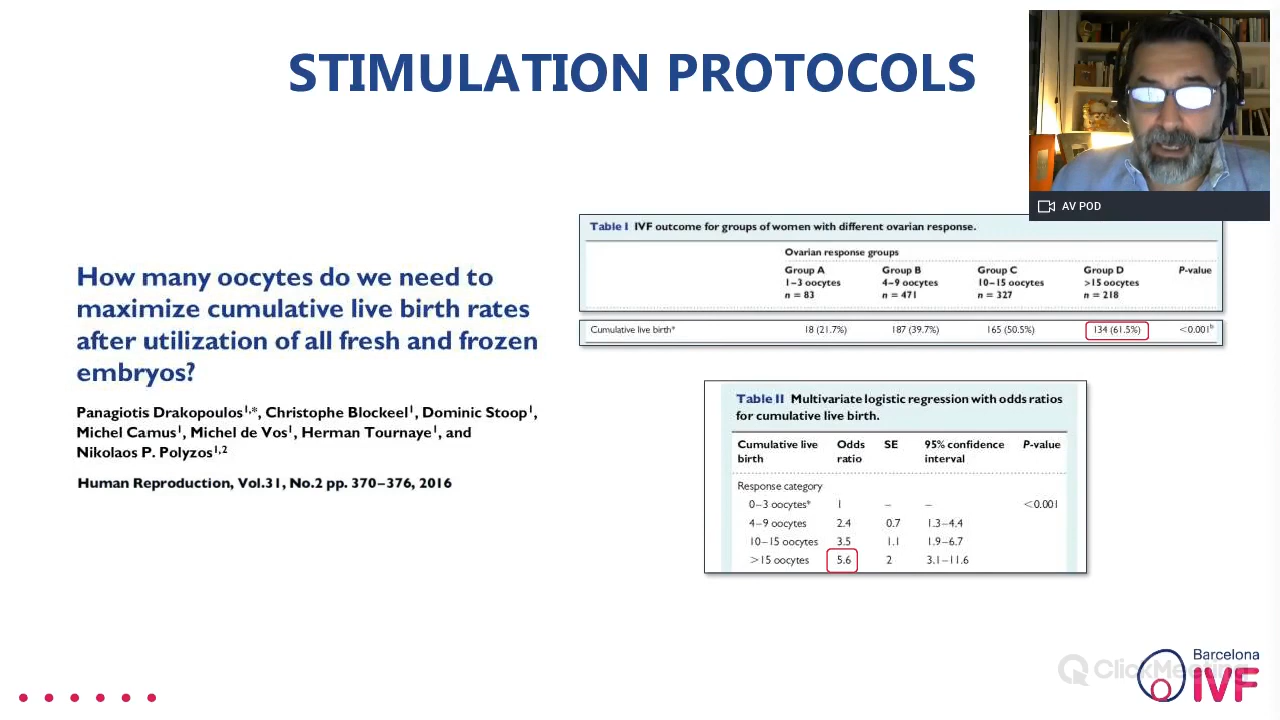 STIMULATION PROTOCOLS
AV POD
How many oocytes do we need to
maximize cumulative live birth rates
after utilization of all fresh and frozen
embryos?
Panagiotis Drakopoulos1,*, Christophe Blockeel1, Dominic Stoop1,
Michel Camus1, Michel de Vos1, Herman Tournaye1, and
Nikolaos P. Polyzos1,2
Human Reproduction, Vol.31, No.2 pp. 370–376, 2016
Table I IVF outcome for groups of women with different ovarian response.
Ovarian response groups
Group A Group B Group C Group D P-value
1–3 oocytes 4–9 oocytes 10–15 oocytes >15 oocytes
n = 83 n = 471 n = 327 n = 218
Cumulative live birth* 18 (21.7%) 187 (39.7%) 165 (50.5%) 134 (61.5%) <0.001b
Table II Multivariate logistic regression with odds ratios
for cumulative live birth.
Cumulative live Odds SE 95% confidence P-value
birth ratio interval
Response category
0–3 oocytes* 1 – – <0.001
4–9 oocytes 2.4 0.7 1.3–4.4
10–15 oocytes 3.5 1.1 1.9–6.7
>15 oocytes 5.6 2 3.1–11.6
ClickMeeting
Barcelona
IVF